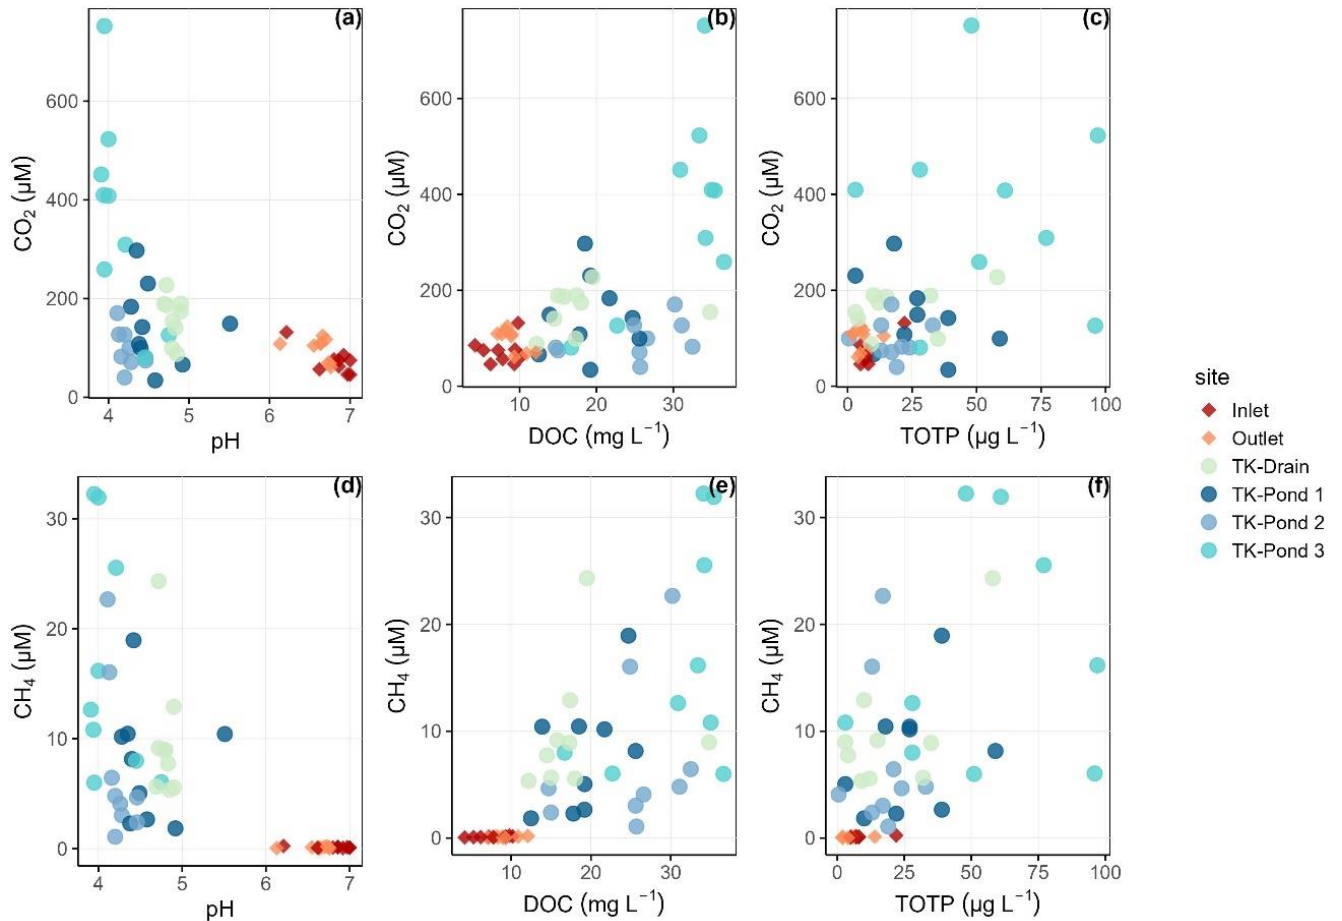 (a)
600
400
200
0
CO₂ (µM)
4 5 6 7
pH
(b)
600
400
200
0
CO₂ (µM)
10 20 30
DOC (mg L⁻¹)
(c)
600
400
200
0
CO₂ (µM)
0 25 50 75 100
TOTP (µg L⁻¹)
(d)
30
20
10
0
CH₄ (µM)
4 5 6 7
pH
(e)
30
20
10
0
CH₄ (µM)
10 20 30
DOC (mg L⁻¹)
(f)
30
20
10
0
CH₄ (µM)
0 25 50 75 100
TOTP (µg L⁻¹)
site
Inlet
Outlet
TK-Drain
TK-Pond 1
TK-Pond 2
TK-Pond 3